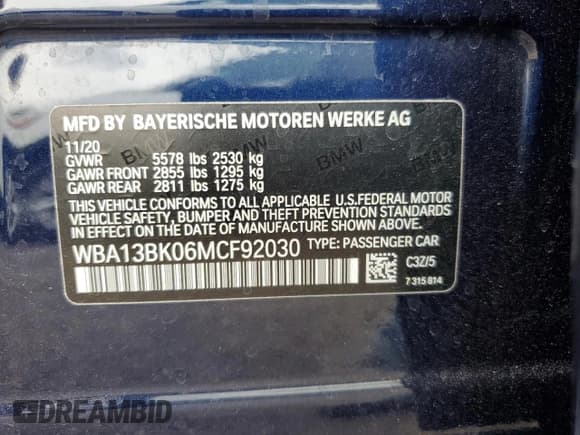 MFD BY BAYERISCHE MOTOREN WERKE AG
11/20
GVWR 5578 lbs 2530 kg
GAWR FRONT 2855 lbs 1295 kg
GAWR REAR 2811 lbs 1275 kg
THIS VEHICLE CONFORMS TO ALL APPLICABLE U.S.FEDERAL MOTOR
VEHICLE SAFETY, BUMPER AND THEFT PREVENTION STANDARDS
IN EFFECT ON THE DATE OF MANUFACTURE SHOWN ABOVE.
WBA13BK06MCF92030 TYPE: PASSENGER CAR
C3Z/5
7 315 814
BMW
BMW
BMW
DREAMBID